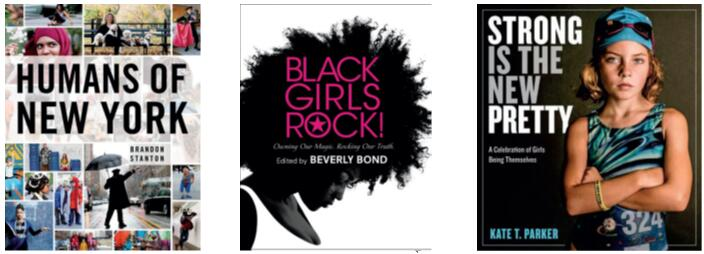 HUMANS OF
NEW YORK
BRANDON
STANTON
BLACK
GIRLS
ROCK!
Owning Our Magic. Rocking Our Truth.
Edited by BEVERLY BOND
STRONG
IS THE
NEW
PRETTY
A Celebration of Girls
Being Themselves
324
KATE T. PARKER